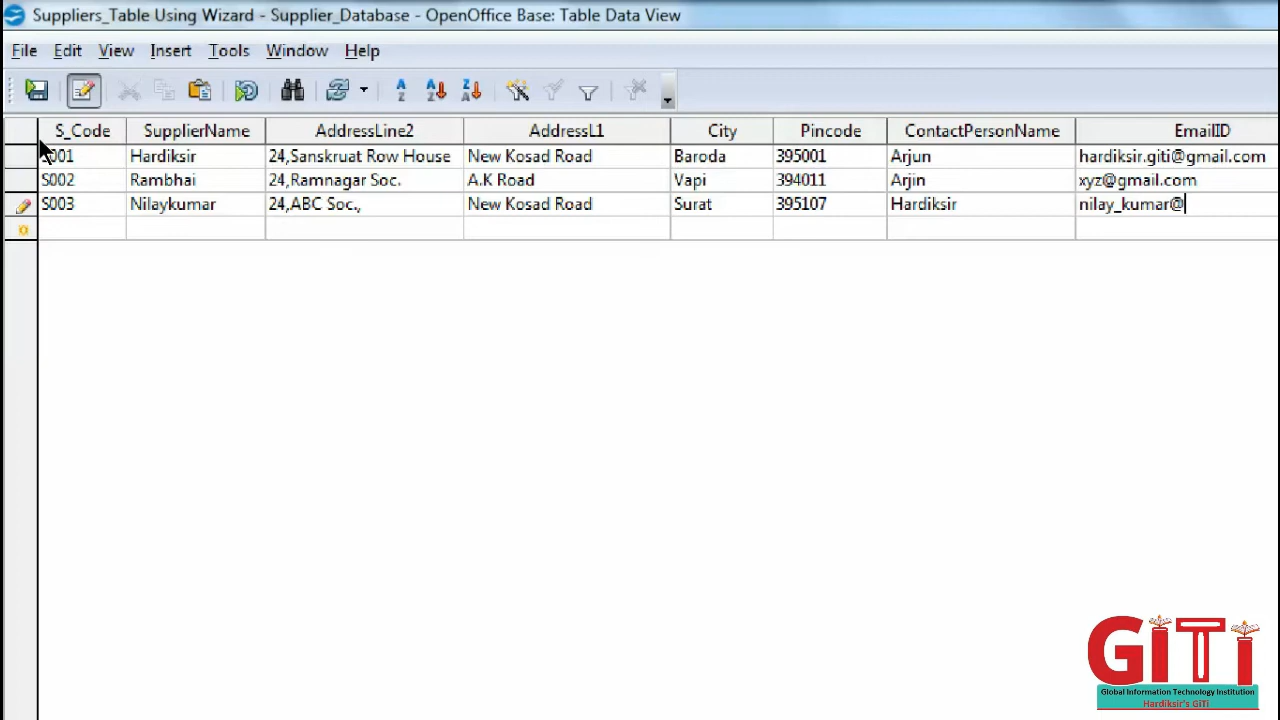 Suppliers_Table Using Wizard - Supplier_Database - OpenOffice Base: Table Data View
File Edit View Insert Tools Window Help
S_Code SupplierName AddressLine2 AddressL1 City Pincode ContactPersonName EmailID
S001 Hardiksir 24,Sanskruat Row House New Kosad Road Baroda 395001 Arjun hardiksir.giti@gmail.com
S002 Rambhai 24,Ramnagar Soc. A.K Road Vapi 394011 Arjin xyz@gmail.com
S003 Nilaykumar 24,ABC Soc., New Kosad Road Surat 395107 Hardiksir nilay_kumar@
GiTi
Global Information Technology Institution
Hardiksir's GiTi